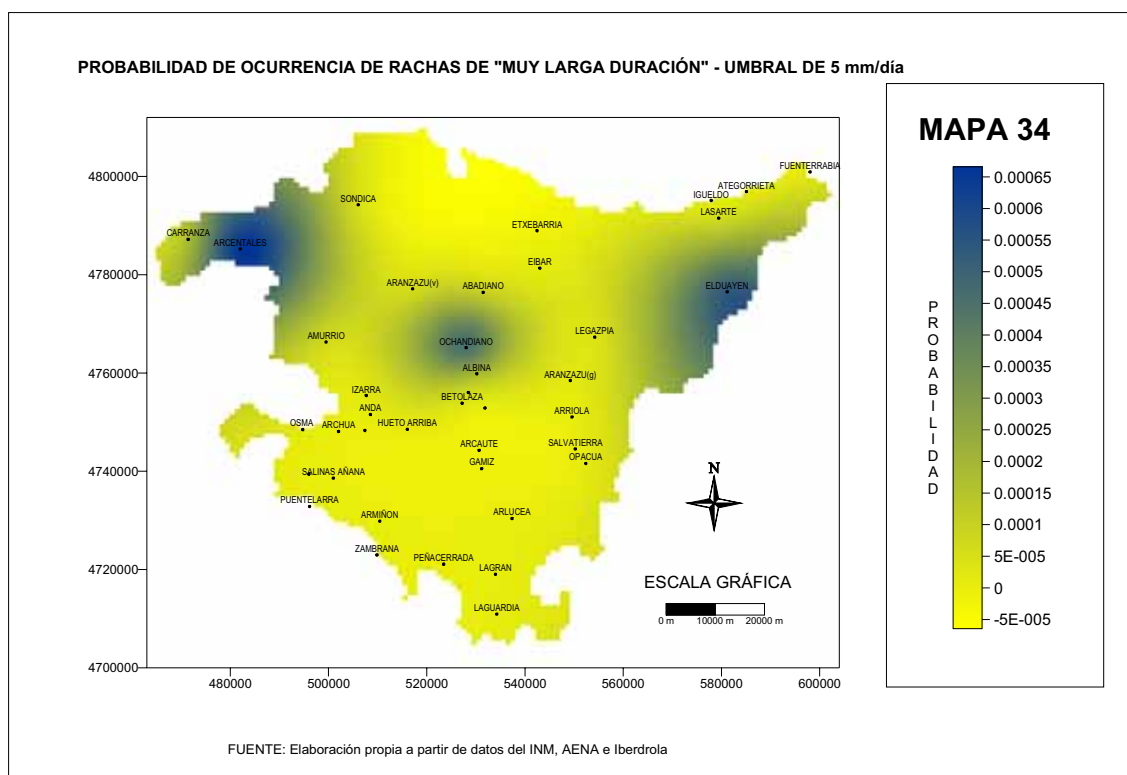 PROBABILIDAD DE OCURRENCIA DE RACHAS DE "MUY LARGA DURACIÓN" - UMBRAL DE 5 mm/día
MAPA 34
PROBABILIDAD
0.00065
0.0006
0.00055
0.0005
0.00045
0.0004
0.00035
0.0003
0.00025
0.0002
0.00015
0.0001
5E-005
0
-5E-005
4800000
4780000
4760000
4740000
4720000
4700000
480000
500000
520000
540000
560000
580000
600000
FUENTERRABIA
ATEGORRIETA
IGUELDO
LASARTE
SONDICA
ETXEBARRIA
CARRANZA
ARCENTALES
EIBAR
ARANZAZU(v)
ABADIANO
ELDUAYEN
AMURRIO
OCHANDIANO
LEGAZPIA
ALBINA
ARANZAZU(g)
IZARRA
BETOLAZA
ANDA
ARRIOLA
OSMA
ARCHUA
HUETO ARRIBA
ARCAUTE
SALVATIERRA
GAMIZ
OPACUA
SALINAS AÑANA
PUENTELARRA
ARMIÑON
ARLUCEA
ZAMBRANA
PEÑACERRADA
LAGRAN
LAGUARDIA
N
ESCALA GRÁFICA
0 m
10000 m
20000 m
FUENTE: Elaboración propia a partir de datos del INM, AENA e Iberdrola